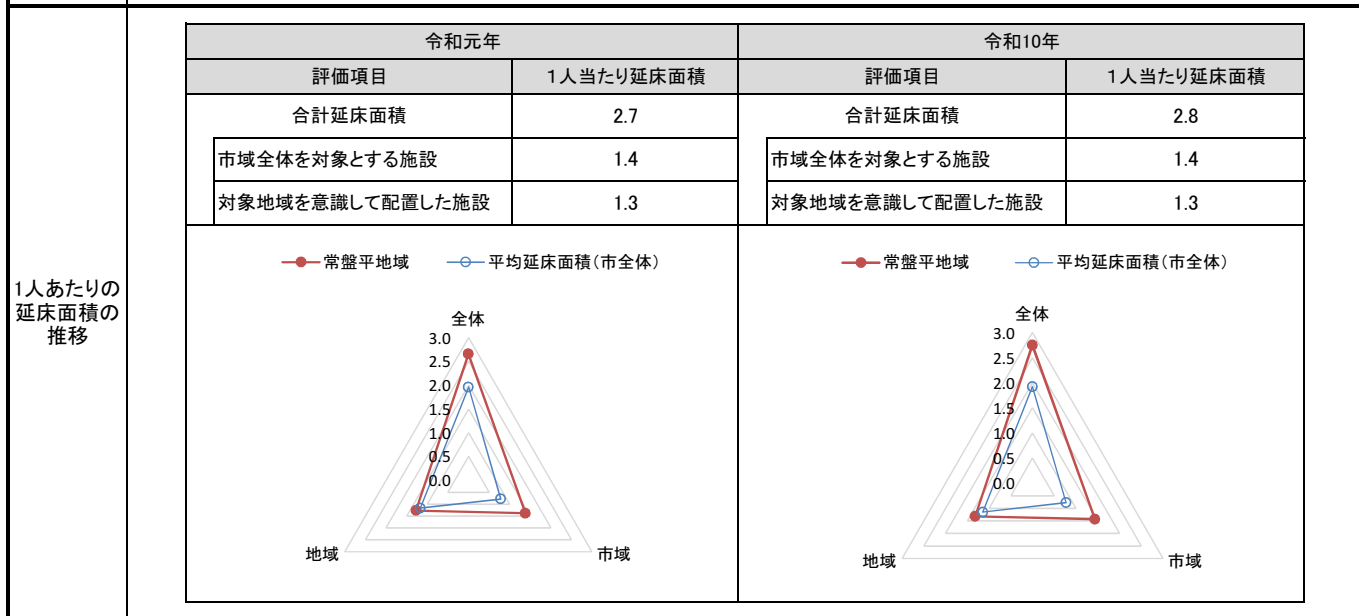 1人あたりの
延床面積の
推移
令和元年
評価項目 1人当たり延床面積
合計延床面積 2.7
市域全体を対象とする施設 1.4
対象地域を意識して配置した施設 1.3
常盤平地域 平均延床面積(市全体)
全体
3.0
2.5
2.0
1.5
1.0
0.5
0.0
地域 市域
令和10年
評価項目 1人当たり延床面積
合計延床面積 2.8
市域全体を対象とする施設 1.4
対象地域を意識して配置した施設 1.3
常盤平地域 平均延床面積(市全体)
全体
3.0
2.5
2.0
1.5
1.0
0.5
0.0
地域 市域